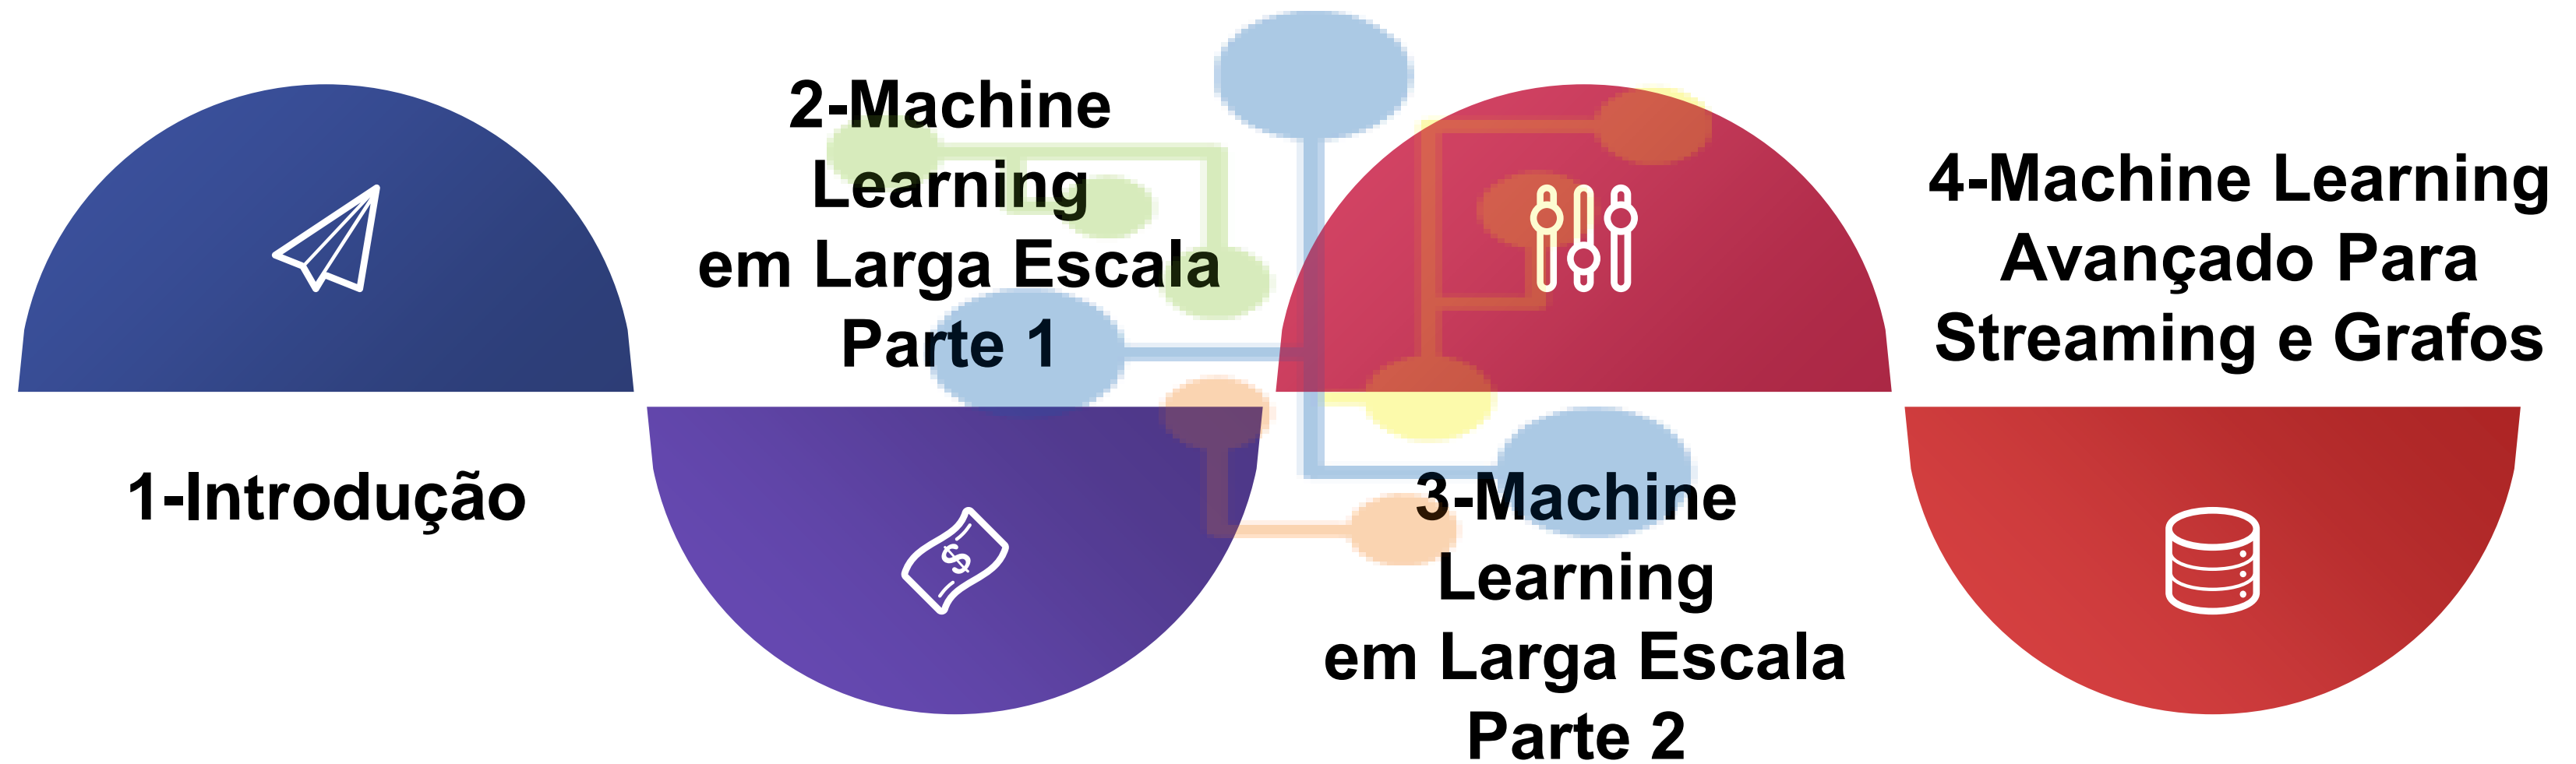 1-Introdução
2-Machine
Learning
em Larga Escala
Parte 1
3-Machine
Learning
em Larga Escala
Parte 2
4-Machine Learning
Avançado Para
Streaming e Grafos
$